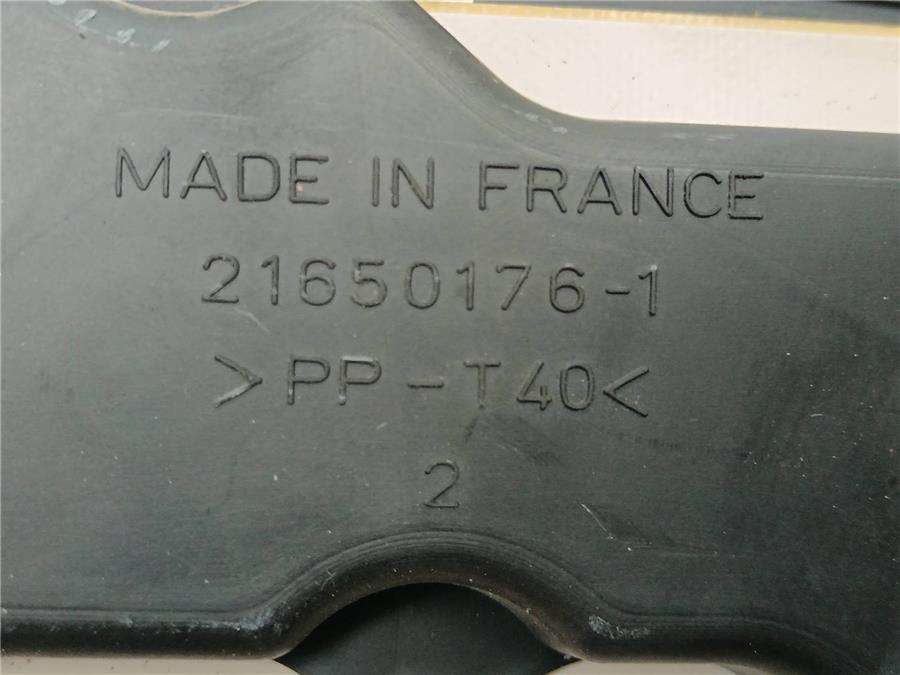 MADE IN FRANCE
21650176-1
>PP-T40<
2